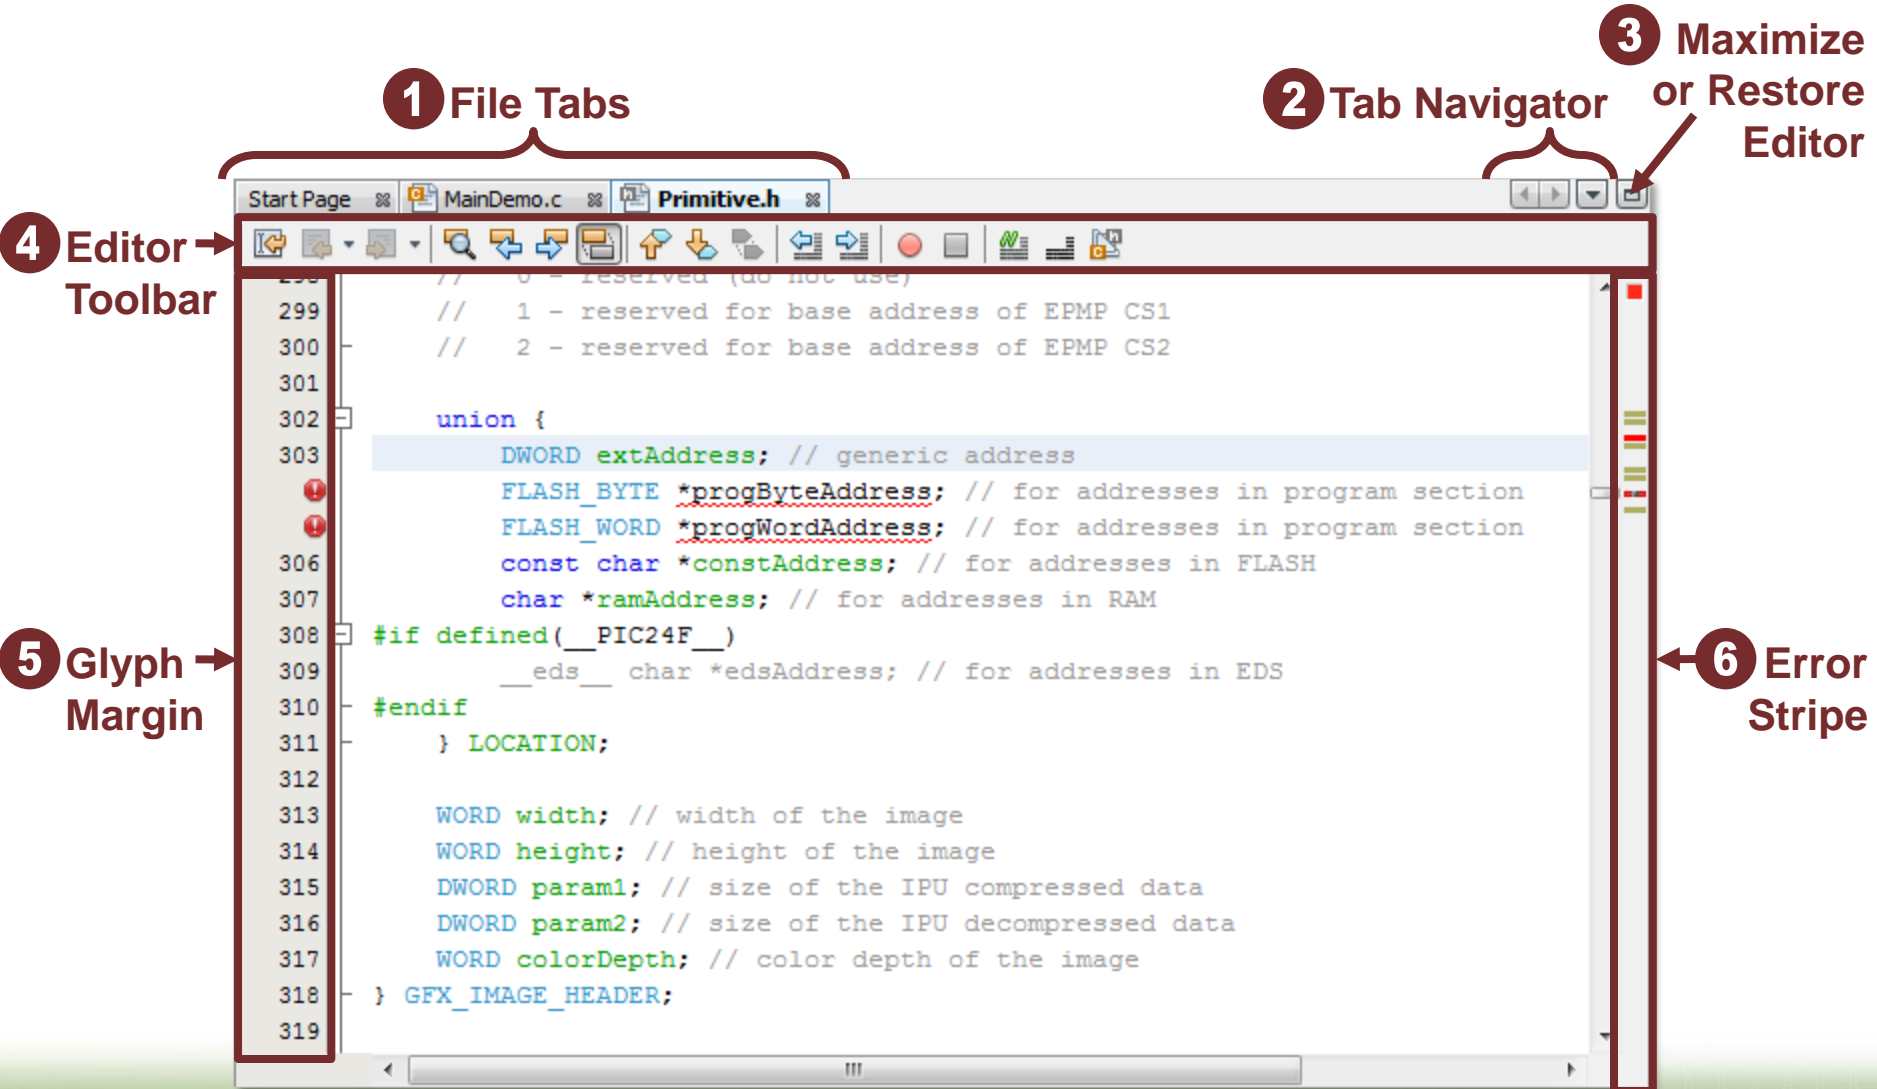 3 Maximize
or Restore
Editor
1 File Tabs
2 Tab Navigator
Start Page MainDemo.c Primitive.h
4 Editor
Toolbar
298 // 0 - reserved (do not use)
299 // 1 - reserved for base address of EPMP CS1
300 // 2 - reserved for base address of EPMP CS2
301
302 union {
303 DWORD extAddress; // generic address
FLASH_BYTE *progByteAddress; // for addresses in program section
FLASH_WORD *progWordAddress; // for addresses in program section
306 const char *constAddress; // for addresses in FLASH
307 char *ramAddress; // for addresses in RAM
308 #if defined(__PIC24F__)
309 __eds__ char *edsAddress; // for addresses in EDS
310 #endif
311 } LOCATION;
312
313 WORD width; // width of the image
314 WORD height; // height of the image
315 DWORD param1; // size of the IPU compressed data
316 DWORD param2; // size of the IPU decompressed data
317 WORD colorDepth; // color depth of the image
318 } GFX_IMAGE_HEADER;
319
5 Glyph
Margin
6 Error
Stripe